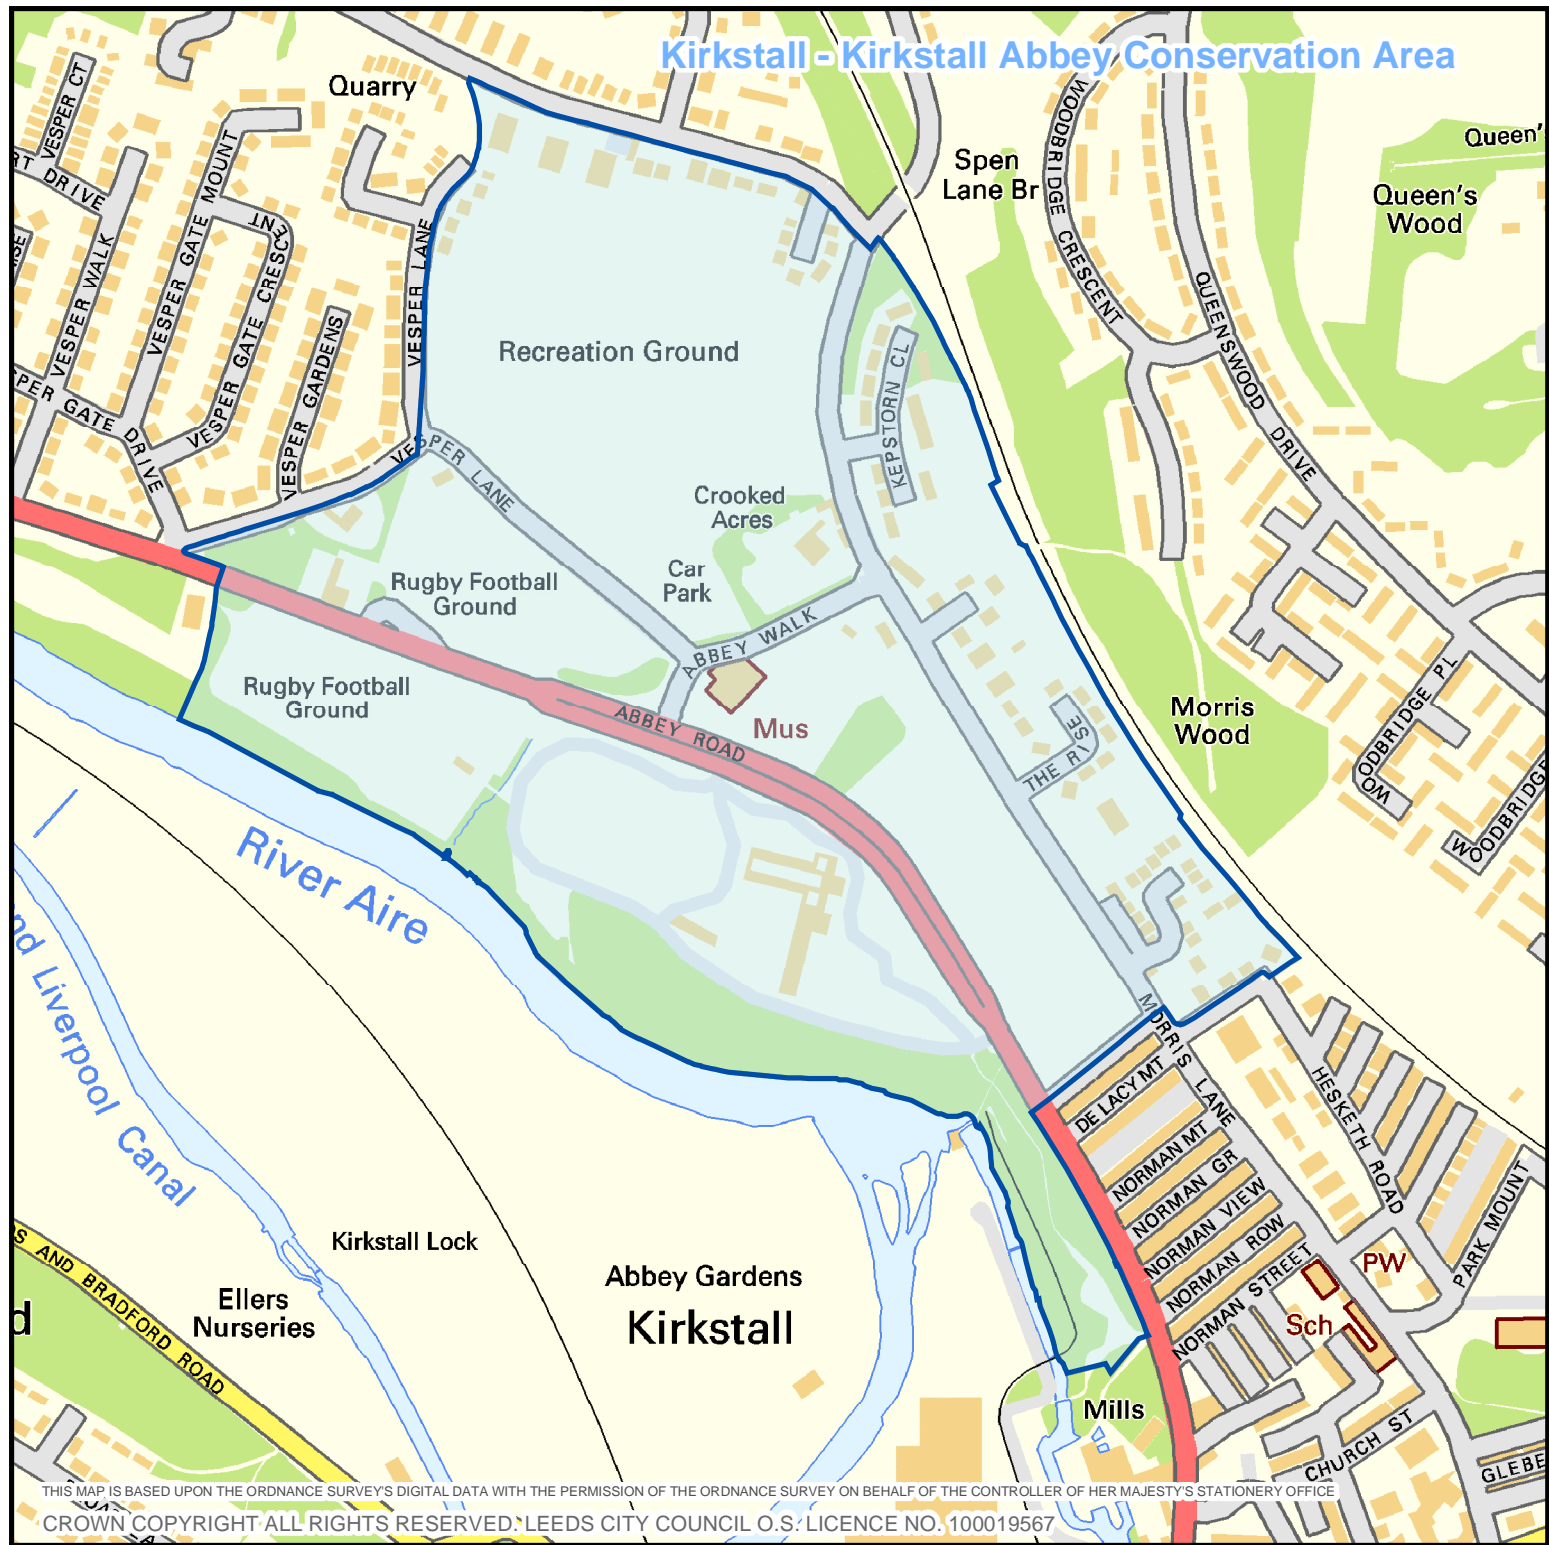 Kirkstall - Kirkstall Abbey Conservation Area
Quarry
VESPER CT
RT DRIVE
VESPER WALK
VESPER GATE MOUNT
VESPER GATE CRESCENT
VESPER GARDENS
PER GATE DRIVE
VESPER LANE
VESPER LANE
Recreation Ground
Spen
Lane Br
WOODBRIDGE CRESCENT
QUEENSWOOD DRIVE
Queen'
Queen's
Wood
KEPSTORN CL
Crooked
Acres
Car
Park
Rugby Football
Ground
ABBEY WALK
Rugby Football
Ground
ABBEY ROAD
Mus
THE RISE
Morris
Wood
WOODBRIDGE PL
WOODBRIDGE
River Aire
nd Liverpool Canal
MORRIS LANE
DE LACY MT
HESKETH ROAD
NORMAN MT
NORMAN GR
NORMAN VIEW
NORMAN ROW
NORMAN STREET
PARK MOUNT
PW
Sch
Kirkstall Lock
Abbey Gardens
Kirkstall
Ellers
Nurseries
d
S AND BRADFORD ROAD
Mills
CHURCH ST
GLEBE
THIS MAP IS BASED UPON THE ORDNANCE SURVEY'S DIGITAL DATA WITH THE PERMISSION OF THE ORDNANCE SURVEY ON BEHALF OF THE CONTROLLER OF HER MAJESTY'S STATIONERY OFFICE
CROWN COPYRIGHT ALL RIGHTS RESERVED. LEEDS CITY COUNCIL O.S. LICENCE NO. 100019567